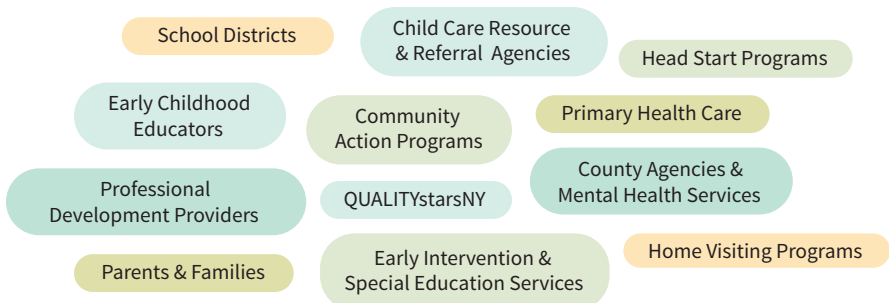 School Districts
Child Care Resource
& Referral Agencies
Head Start Programs
Early Childhood
Educators
Community
Action Programs
Primary Health Care
Professional
Development Providers
QUALITYstarsNY
County Agencies &
Mental Health Services
Parents & Families
Early Intervention &
Special Education Services
Home Visiting Programs